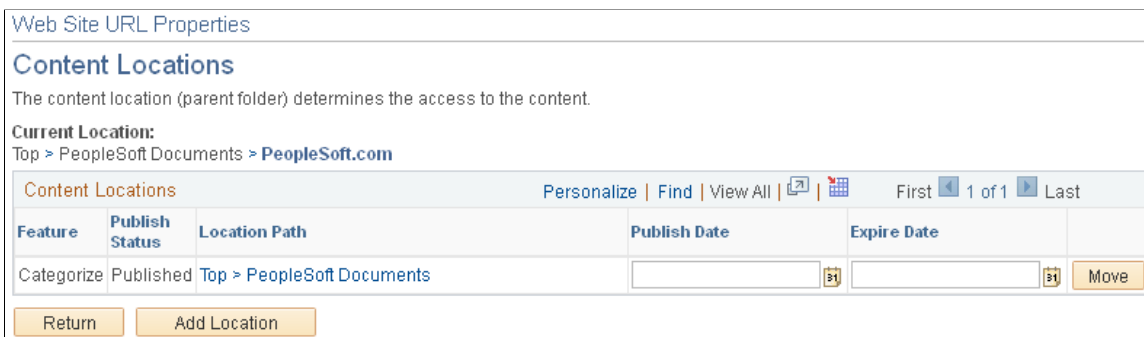 Web Site URL Properties
Content Locations
The content location (parent folder) determines the access to the content.
Current Location:
Top > PeopleSoft Documents > PeopleSoft.com
Content Locations Personalize | Find | View All | | First 1 of 1 Last
Feature Publish Status Location Path Publish Date Expire Date
Categorize Published Top > PeopleSoft Documents 31 31 Move
Return Add Location